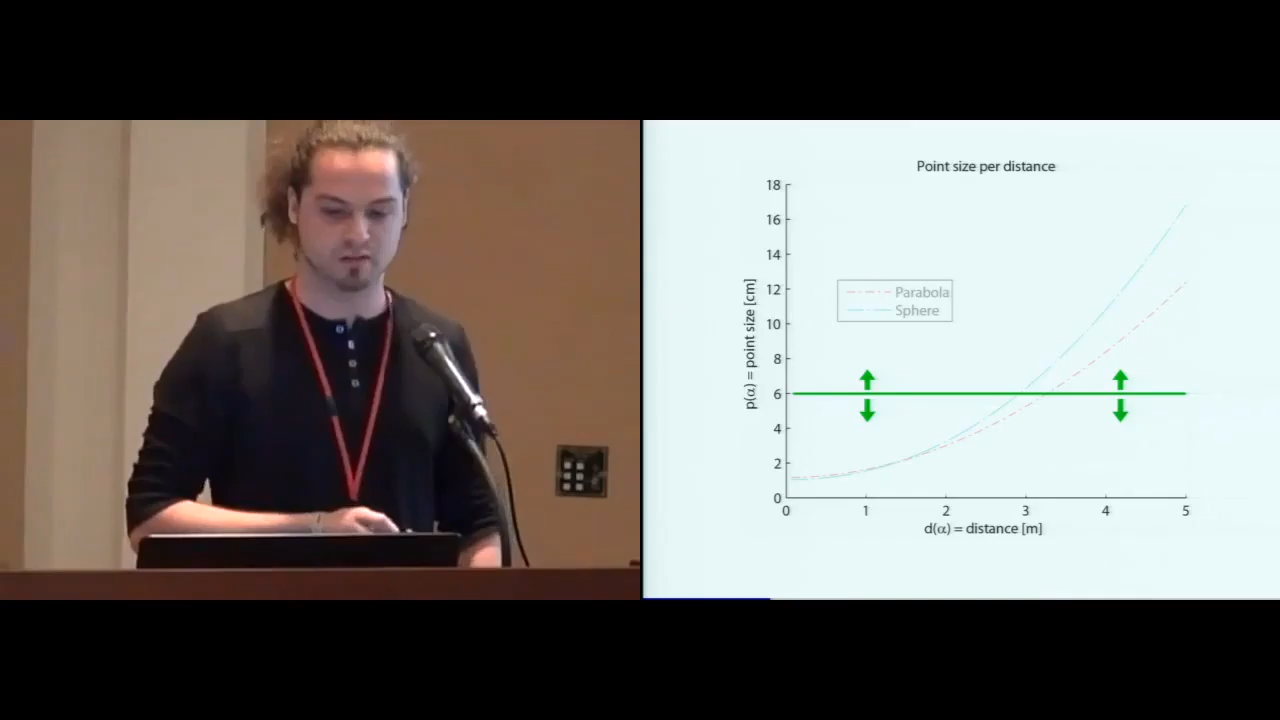 Point size per distance
18
16
14
12
10
8
6
4
2
0
p(α) = point size [cm]
Parabola
Sphere
0 1 2 3 4 5
d(α) = distance [m]